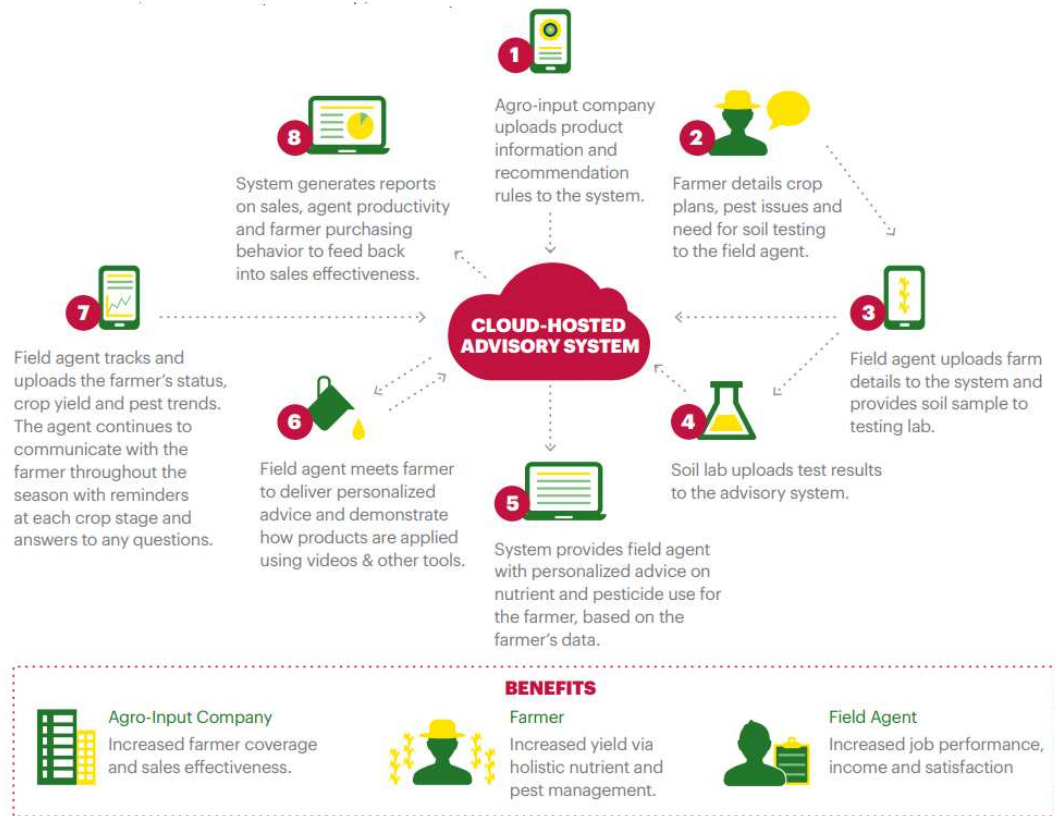 1
Agro-input company
uploads product
information and
recommendation
rules to the system.
2
Farmer details crop
plans, pest issues and
need for soil testing
to the field agent.
3
Field agent uploads farm
details to the system and
provides soil sample to
testing lab.
4
Soil lab uploads test results
to the advisory system.
5
System provides field agent
with personalized advice on
nutrient and pesticide use for
the farmer, based on the
farmer's data.
6
Field agent meets farmer
to deliver personalized
advice and demonstrate
how products are applied
using videos & other tools.
7
Field agent tracks and
uploads the farmer's status,
crop yield and pest trends.
The agent continues to
communicate with the
farmer throughout the
season with reminders
at each crop stage and
answers to any questions.
8
System generates reports
on sales, agent productivity
and farmer purchasing
behavior to feed back
into sales effectiveness.
CLOUD-HOSTED
ADVISORY SYSTEM
BENEFITS
Agro-Input Company
Increased farmer coverage
and sales effectiveness.
Farmer
Increased yield via
holistic nutrient and
pest management.
Field Agent
Increased job performance,
income and satisfaction